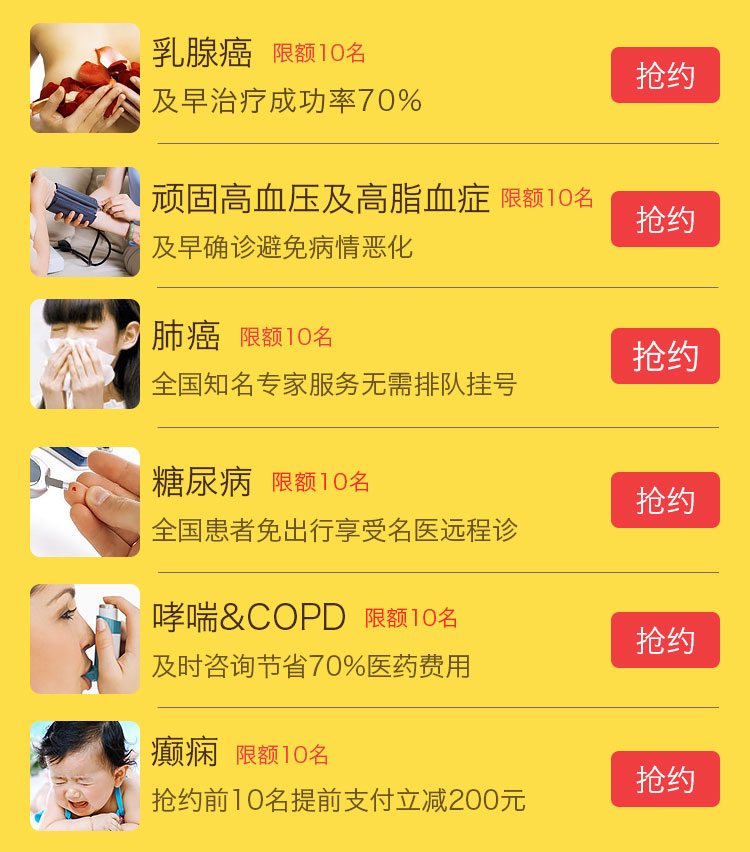 乳腺癌 限额10名
及早治疗成功率70%
抢约
顽固高血压及高脂血症 限额10名
及早确诊避免病情恶化
抢约
肺癌 限额10名
全国知名专家服务无需排队挂号
抢约
糖尿病 限额10名
全国患者免出行享受名医远程诊
抢约
哮喘&COPD 限额10名
及时咨询节省70%医药费用
抢约
癫痫 限额10名
抢约前10名提前支付立减200元
抢约